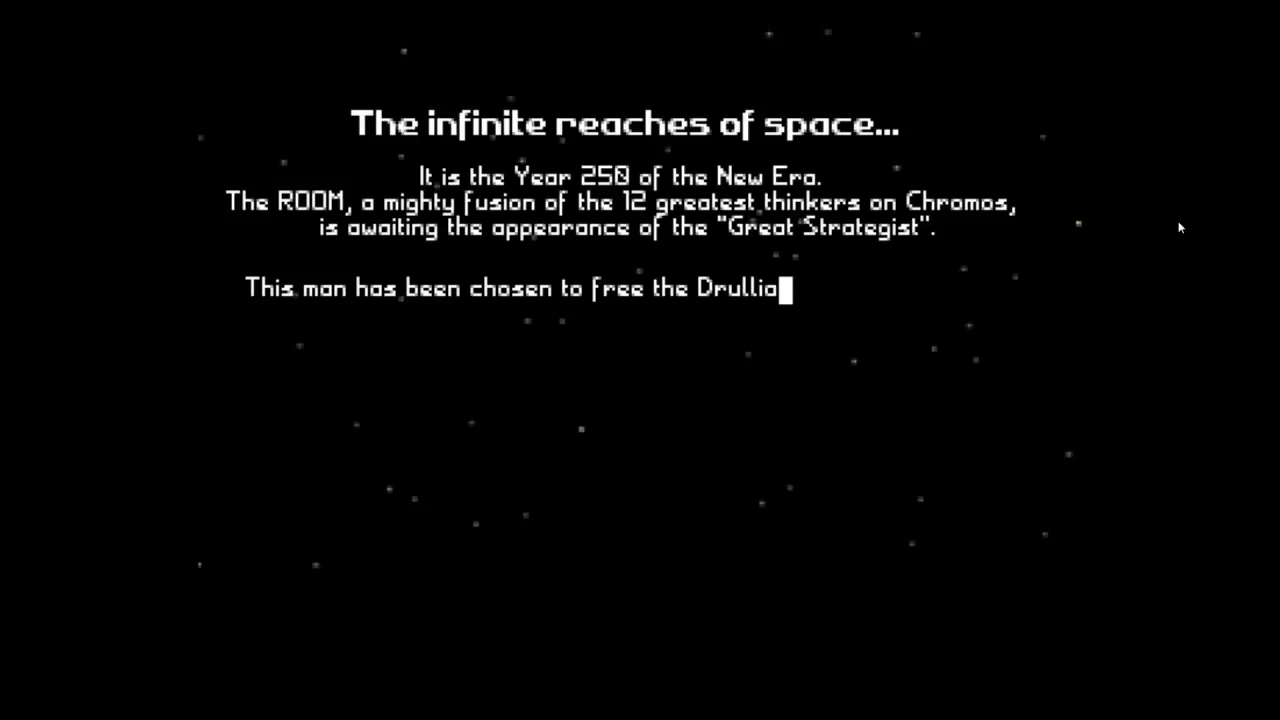 The infinite reaches of space...
It is the Year 250 of the New Era.
The ROOM, a mighty fusion of the 12 greatest thinkers on Chromos,
is awaiting the appearance of the "Great Strategist".
This man has been chosen to free the Drullia